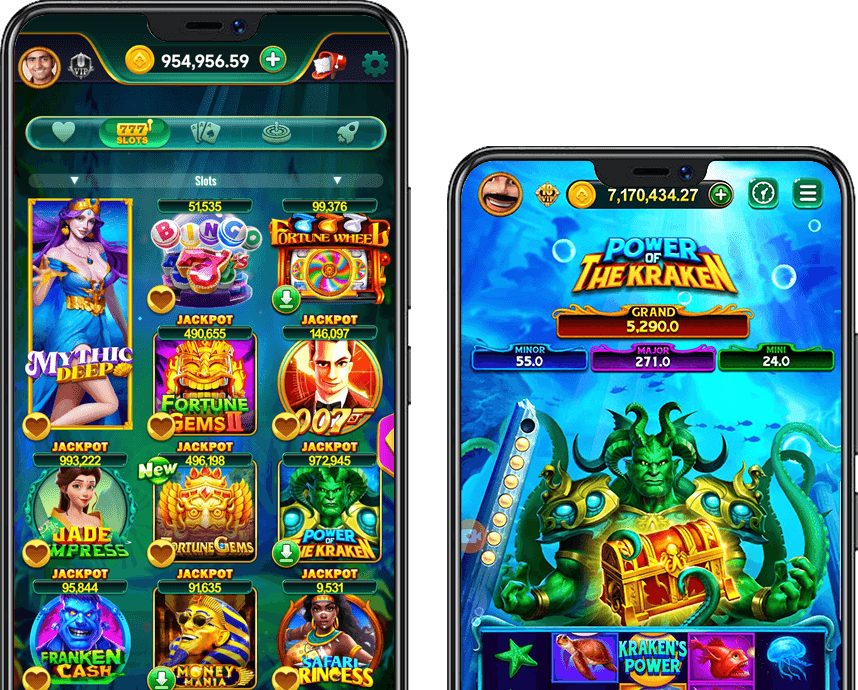 VIP
954,956.59
777
SLOTS
Slots
MYTHIC
DEEP
51,535
BINGO
99,376
FORTUNE WHEEL
JACKPOT
490,655
FORTUNE
GEMS II
JACKPOT
146,097
007
JACKPOT
993,222
JADE
EMPRESS
New
JACKPOT
496,198
FORTUNE GEMS
JACKPOT
972,945
POWER
OF
THE KRAKEN
JACKPOT
95,844
FRANKEN
CASH
JACKPOT
91,635
MONEY
MANIA
JACKPOT
9,531
SAFARI
PRINCESS
10
VIP
7,170,434.27
POWER
OF
THE KRAKEN
GRAND
5,290.0
MINOR
55.0
MAJOR
271.0
MINI
24.0
KRAKEN'S
POWER